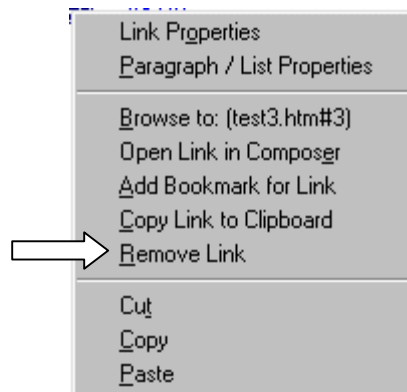 Link Properties
Paragraph / List Properties
Browse to: (test3.htm#3)
Open Link in Composer
Add Bookmark for Link
Copy Link to Clipboard
Remove Link
Cut
Copy
Paste